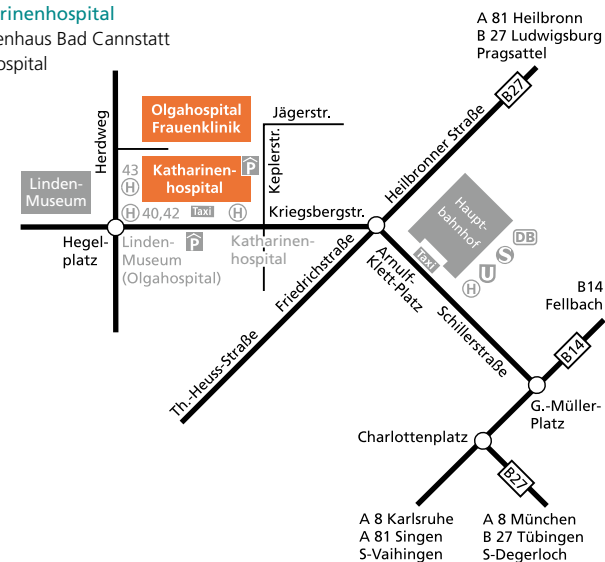 rinenhospital
enhaus Bad Cannstatt
ospital
A 81 Heilbronn
B 27 Ludwigsburg
Pragsattel
B27
Olgahospital
Frauenklinik
Jägerstr.
Herdweg
Keplerstr.
Heilbronner Straße
43
H
Katharinen-
hospital
P
Linden-
Museum
H 40,42 Taxi H
Kriegsbergstr.
Haupt-
bahnhof
Taxi
H U S DB
Hegel-
platz
Linden-
Museum
(Olgahospital)
P
Katharinen-
hospital
Friedrichstraße
Arnulf-
Klett-Platz
Schillerstraße
Th.-Heuss-Straße
B14
Fellbach
B14
G.-Müller-
Platz
Charlottenplatz
B27
A 8 Karlsruhe
A 81 Singen
S-Vaihingen
A 8 München
B 27 Tübingen
S-Degerloch